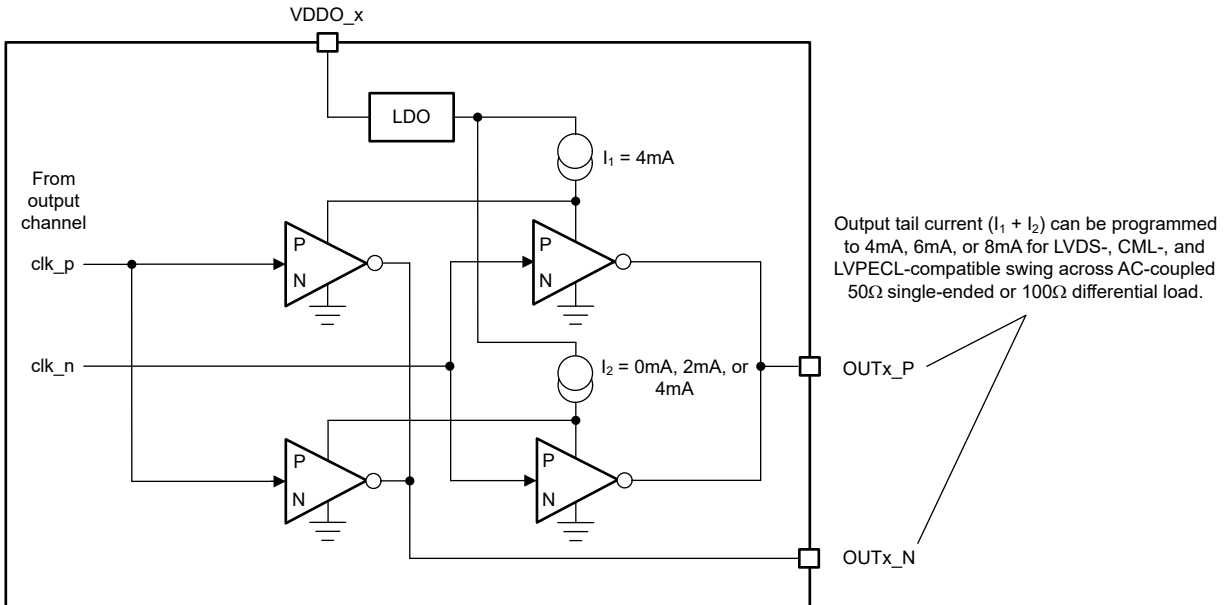 VDDO_x
LDO
I₁ = 4mA
From
output
channel
clk_p
P
N
P
N
Output tail current (I₁ + I₂) can be programmed
to 4mA, 6mA, or 8mA for LVDS-, CML-, and
LVPECL-compatible swing across AC-coupled
50Ω single-ended or 100Ω differential load.
clk_n
I₂ = 0mA, 2mA, or
4mA
OUTx_P
P
N
P
N
OUTx_N